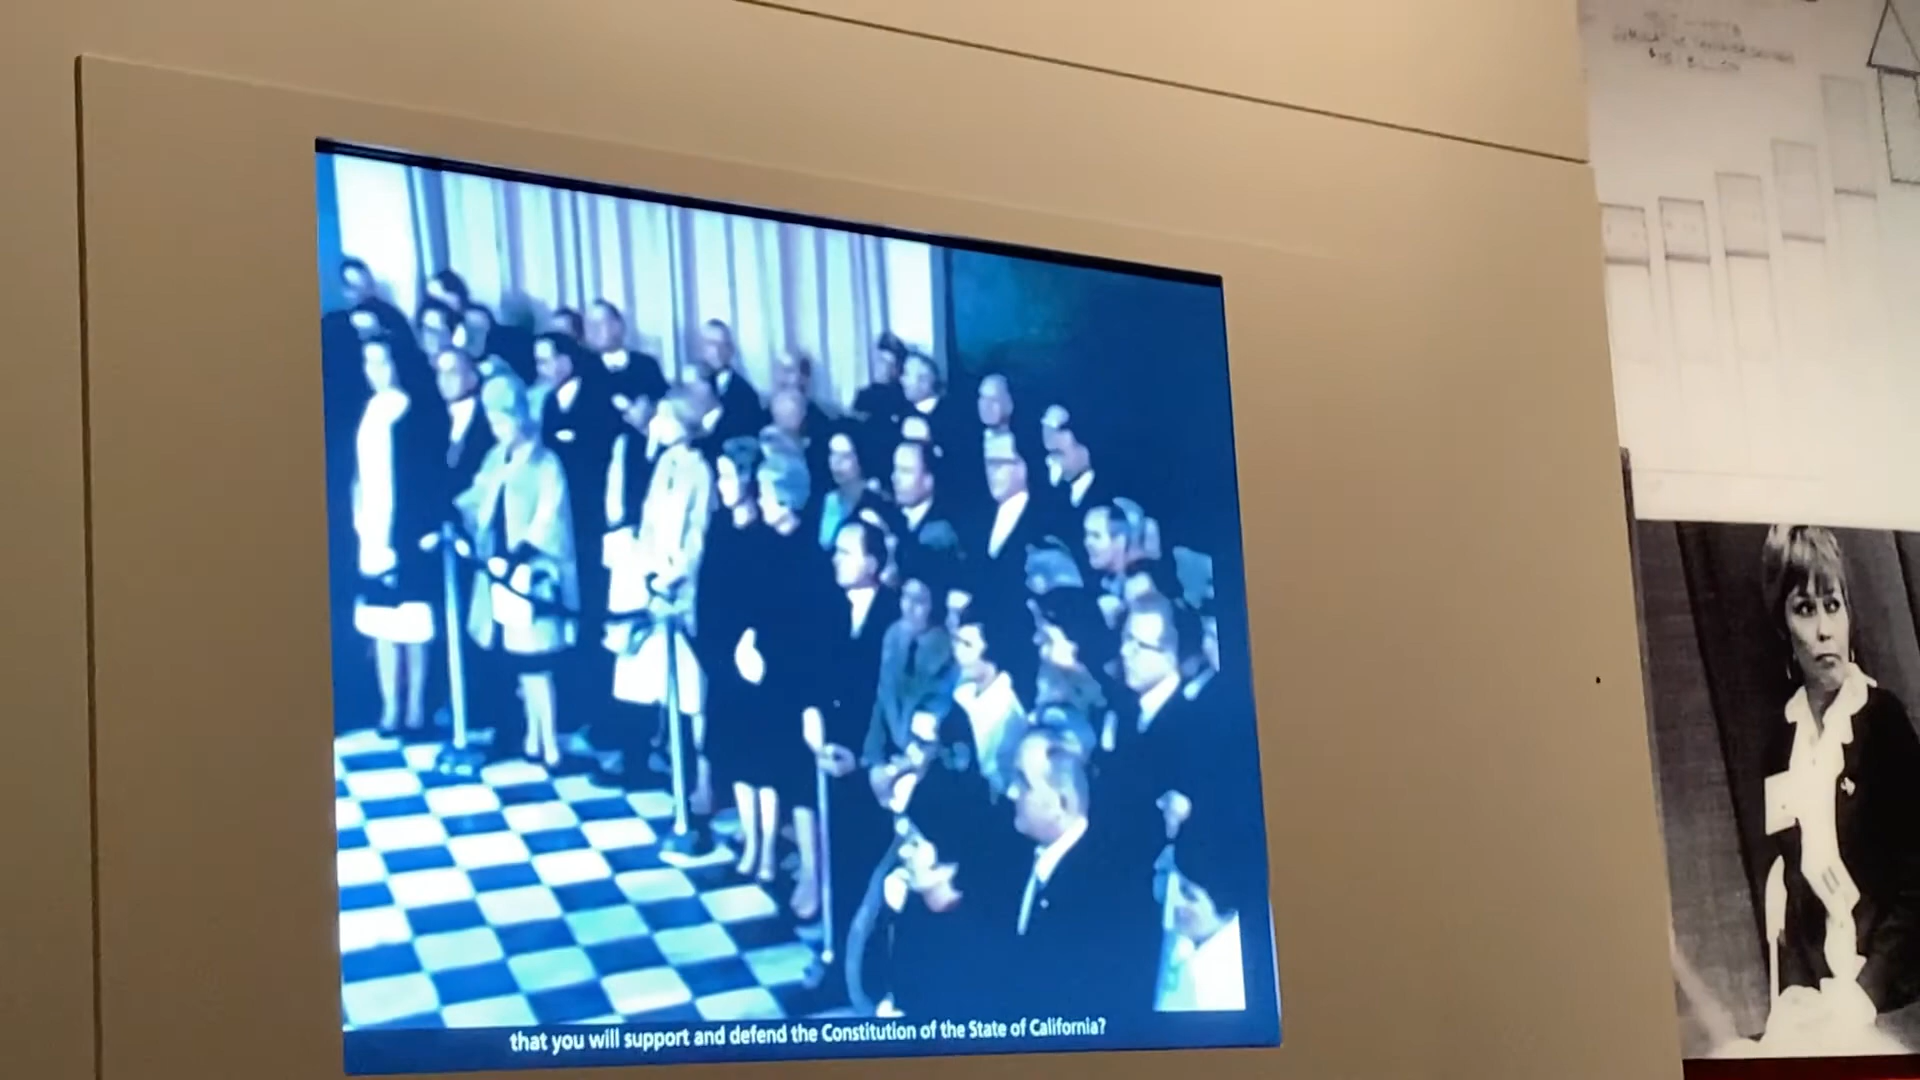 that you will support and defend the Constitution of the State of California?